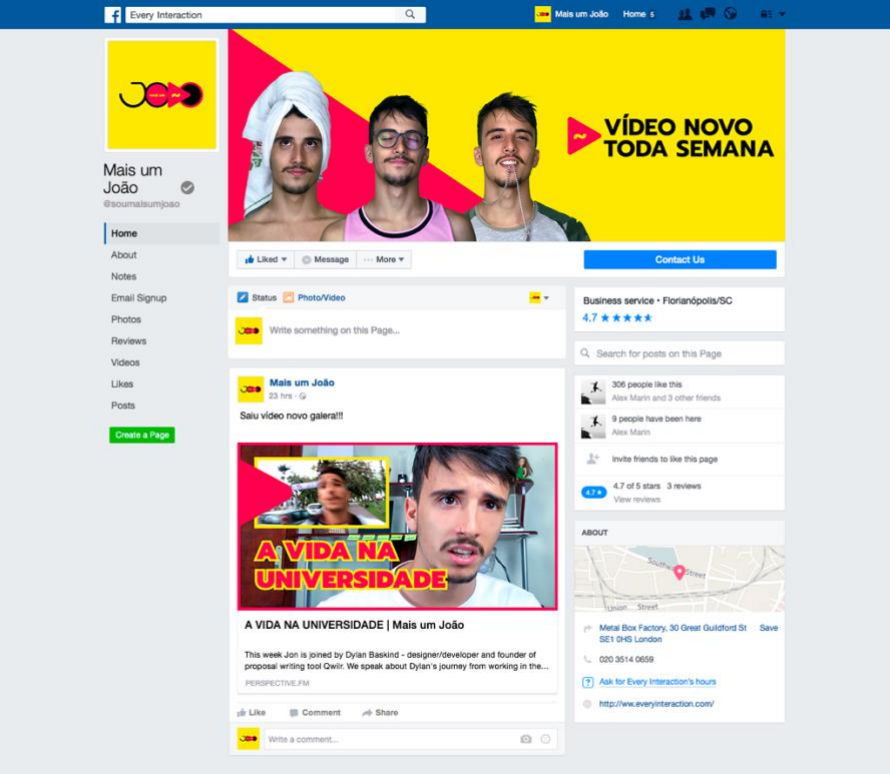 Every Interaction
Mais um João
Home 5
VÍDEO NOVO
TODA SEMANA
Mais um
João
@soumaisumjoao
Home
About
Notes
Email Signup
Photos
Reviews
Videos
Likes
Posts
Create a Page
Liked
Message
More
Contact Us
Status
Photo/Video
Write something on this Page...
Mais um João
23 hrs
Saiu vídeo novo galera!!!
A VIDA NA
UNIVERSIDADE
A VIDA NA UNIVERSIDADE | Mais um João
This week Jon is joined by Dylan Baskind - designer/developer and founder of
proposal writing tool Qwilr. We speak about Dylan's journey from working in the...
PERSPECTIVE.FM
Like
Comment
Share
Write a comment...
Business service • Florianópolis/SC
4.7
Search for posts on this Page
306 people like this
Alex Marin and 3 other friends
9 people have been here
Alex Marin
Invite friends to like this page
4.7
4.7 of 5 stars 3 reviews
View reviews
ABOUT
Street
Union Street
Metal Box Factory, 30 Great Guildford St
SE1 0HS London
Save
020 3514 0659
Ask for Every Interaction's hours
http://ww.everyinteraction.com/